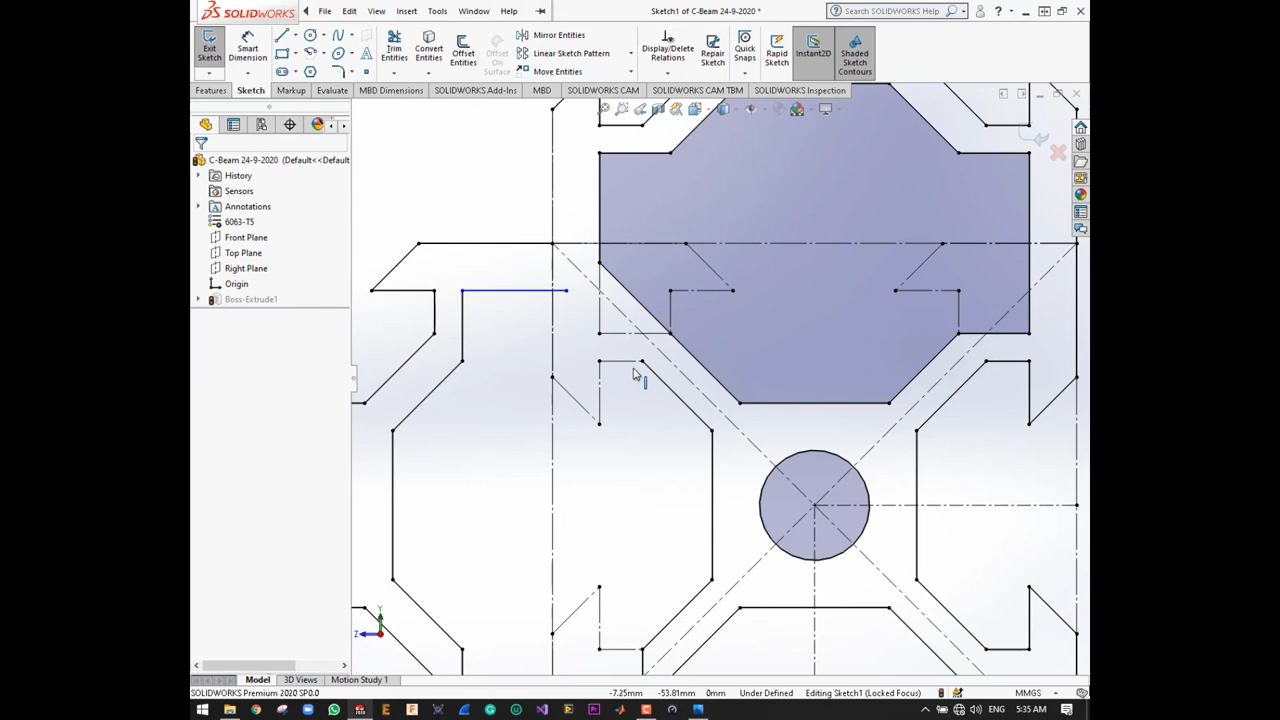 SOLIDWORKS File Edit View Insert Tools Window Help Sketch1 of C-Beam 24-9-2020 * Search SOLIDWORKS Help
Exit Sketch Smart Dimension Trim Entities Convert Entities Offset Entities Offset On Surface Mirror Entities Linear Sketch Pattern Move Entities Display/Delete Relations Repair Sketch Quick Snaps Rapid Sketch Instant2D Shaded Sketch Contours
Features Sketch Markup Evaluate MBD Dimensions SOLIDWORKS Add-Ins MBD SOLIDWORKS CAM SOLIDWORKS CAM TBM SOLIDWORKS Inspection
C-Beam 24-9-2020 (Default<<Default
History
Sensors
Annotations
6063-T5
Front Plane
Top Plane
Right Plane
Origin
Boss-Extrude1
Y
Z
Model 3D Views Motion Study 1
SOLIDWORKS Premium 2020 SP0.0 -7.25mm -53.81mm 0mm Under Defined Editing Sketch1 (Locked Focus) MMGS
ENG 5:35 AM